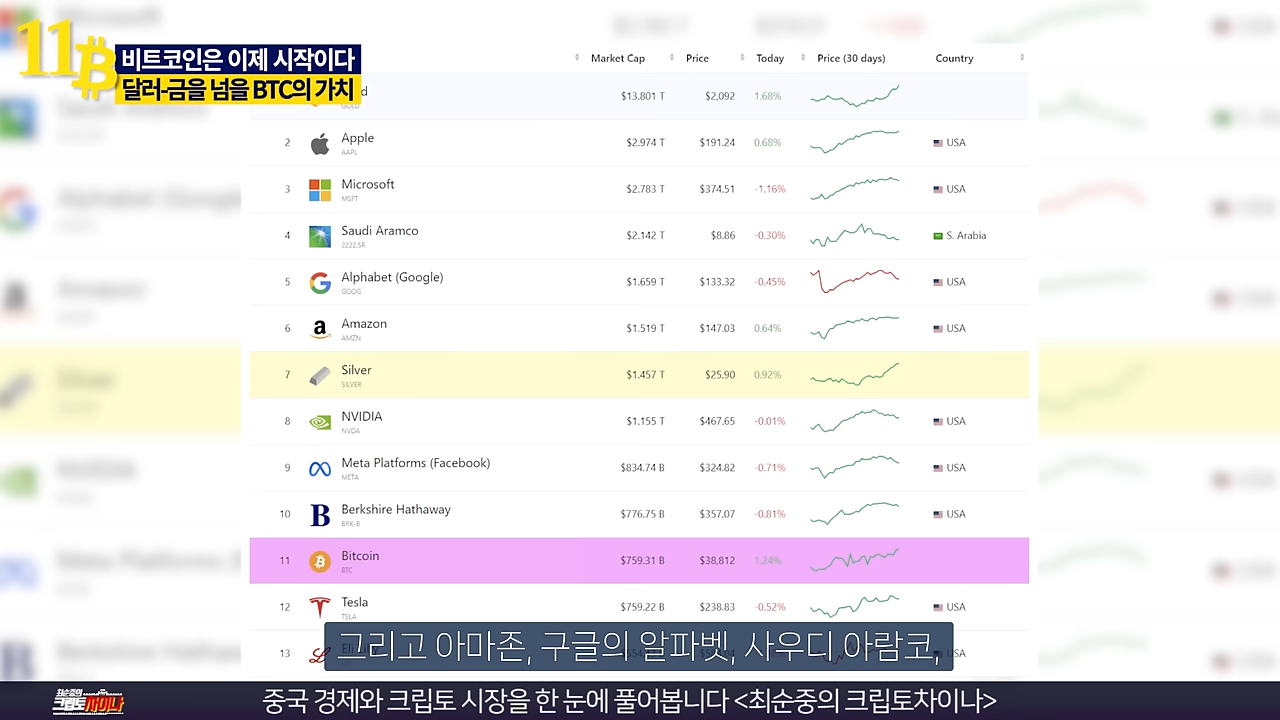 11
비트코인은 이제 시작이다
달러-금을 넘을 BTC의 가치
Market Cap Price Today Price (30 days) Country
GOLD $13.801 T $2,092 1.68%
2 Apple AAPL $2.974 T $191.24 0.68% USA
3 Microsoft MSFT $2.783 T $374.51 -1.16% USA
4 Saudi Aramco 2222.SR $2.142 T $8.86 -0.30% S. Arabia
5 Alphabet (Google) GOOG $1.659 T $133.32 -0.45% USA
6 Amazon AMZN $1.519 T $147.03 0.64% USA
7 Silver SILVER $1.457 T $25.90 0.92%
8 NVIDIA NVDA $1.155 T $467.65 -0.01% USA
9 Meta Platforms (Facebook) META $834.74 B $324.82 -0.71% USA
10 Berkshire Hathaway BRK-B $776.75 B $357.07 -0.81% USA
11 Bitcoin BTC $759.31 B $38,812 1.24%
12 Tesla TSLA $759.22 B $238.83 -0.52% USA
13
그리고 아마존, 구글의 알파벳, 사우디 아람코,
최순중의 크립토차이나
중국 경제와 크립토 시장을 한 눈에 풀어봅니다 <최순중의 크립토차이나>